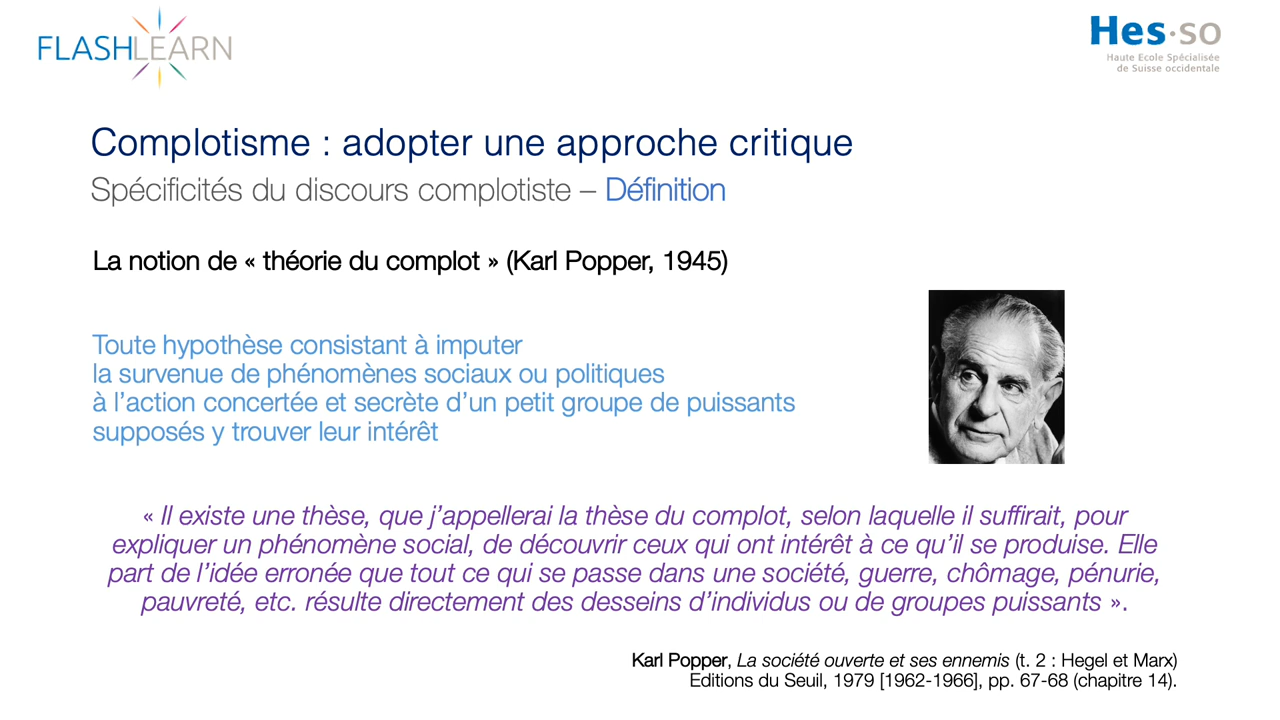 FLASHLEARN
Hes·so
Haute Ecole Spécialisée
de Suisse occidentale
Complotisme : adopter une approche critique
Spécificités du discours complotiste – Définition
La notion de « théorie du complot » (Karl Popper, 1945)
Toute hypothèse consistant à imputer
la survenue de phénomènes sociaux ou politiques
à l’action concertée et secrète d’un petit groupe de puissants
supposés y trouver leur intérêt
« Il existe une thèse, que j’appellerai la thèse du complot, selon laquelle il suffirait, pour
expliquer un phénomène social, de découvrir ceux qui ont intérêt à ce qu’il se produise. Elle
part de l’idée erronée que tout ce qui se passe dans une société, guerre, chômage, pénurie,
pauvreté, etc. résulte directement des desseins d’individus ou de groupes puissants ».
Karl Popper, La société ouverte et ses ennemis (t. 2 : Hegel et Marx)
Editions du Seuil, 1979 [1962-1966], pp. 67-68 (chapitre 14).